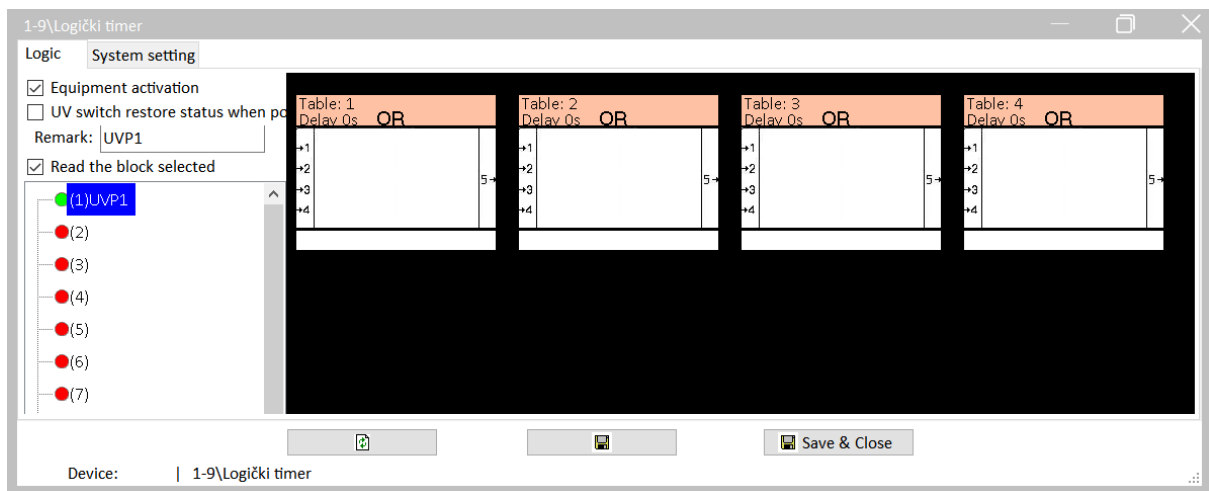 1-9\Logički timer
Logic System setting
Equipment activation
UV switch restore status when po
Remark: UVP1
Read the block selected
(1)UVP1
(2)
(3)
(4)
(5)
(6)
(7)
Table: 1
Delay 0s OR
→1
→2
→3
→4
5→
Table: 2
Delay 0s OR
→1
→2
→3
→4
5→
Table: 3
Delay 0s OR
→1
→2
→3
→4
5→
Table: 4
Delay 0s OR
→1
→2
→3
→4
5→
Save & Close
Device: | 1-9\Logički timer